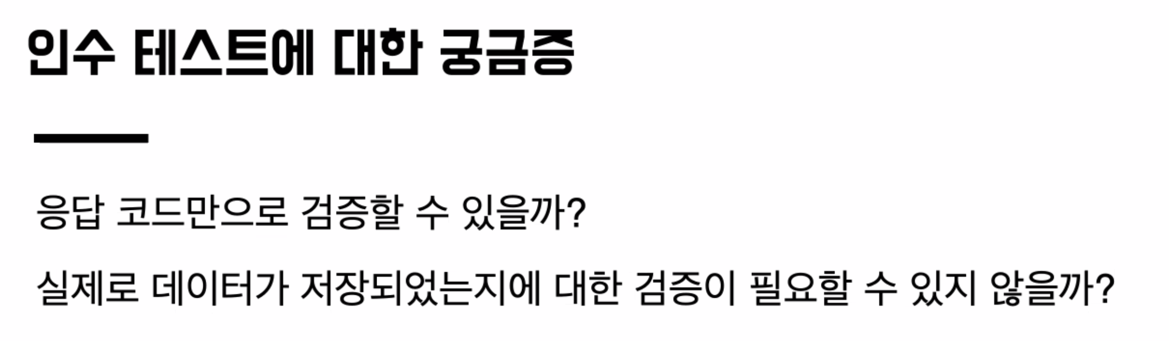 인수 테스트에 대한 궁금증
응답 코드만으로 검증할 수 있을까?
실제로 데이터가 저장되었는지에 대한 검증이 필요할 수 있지 않을까?